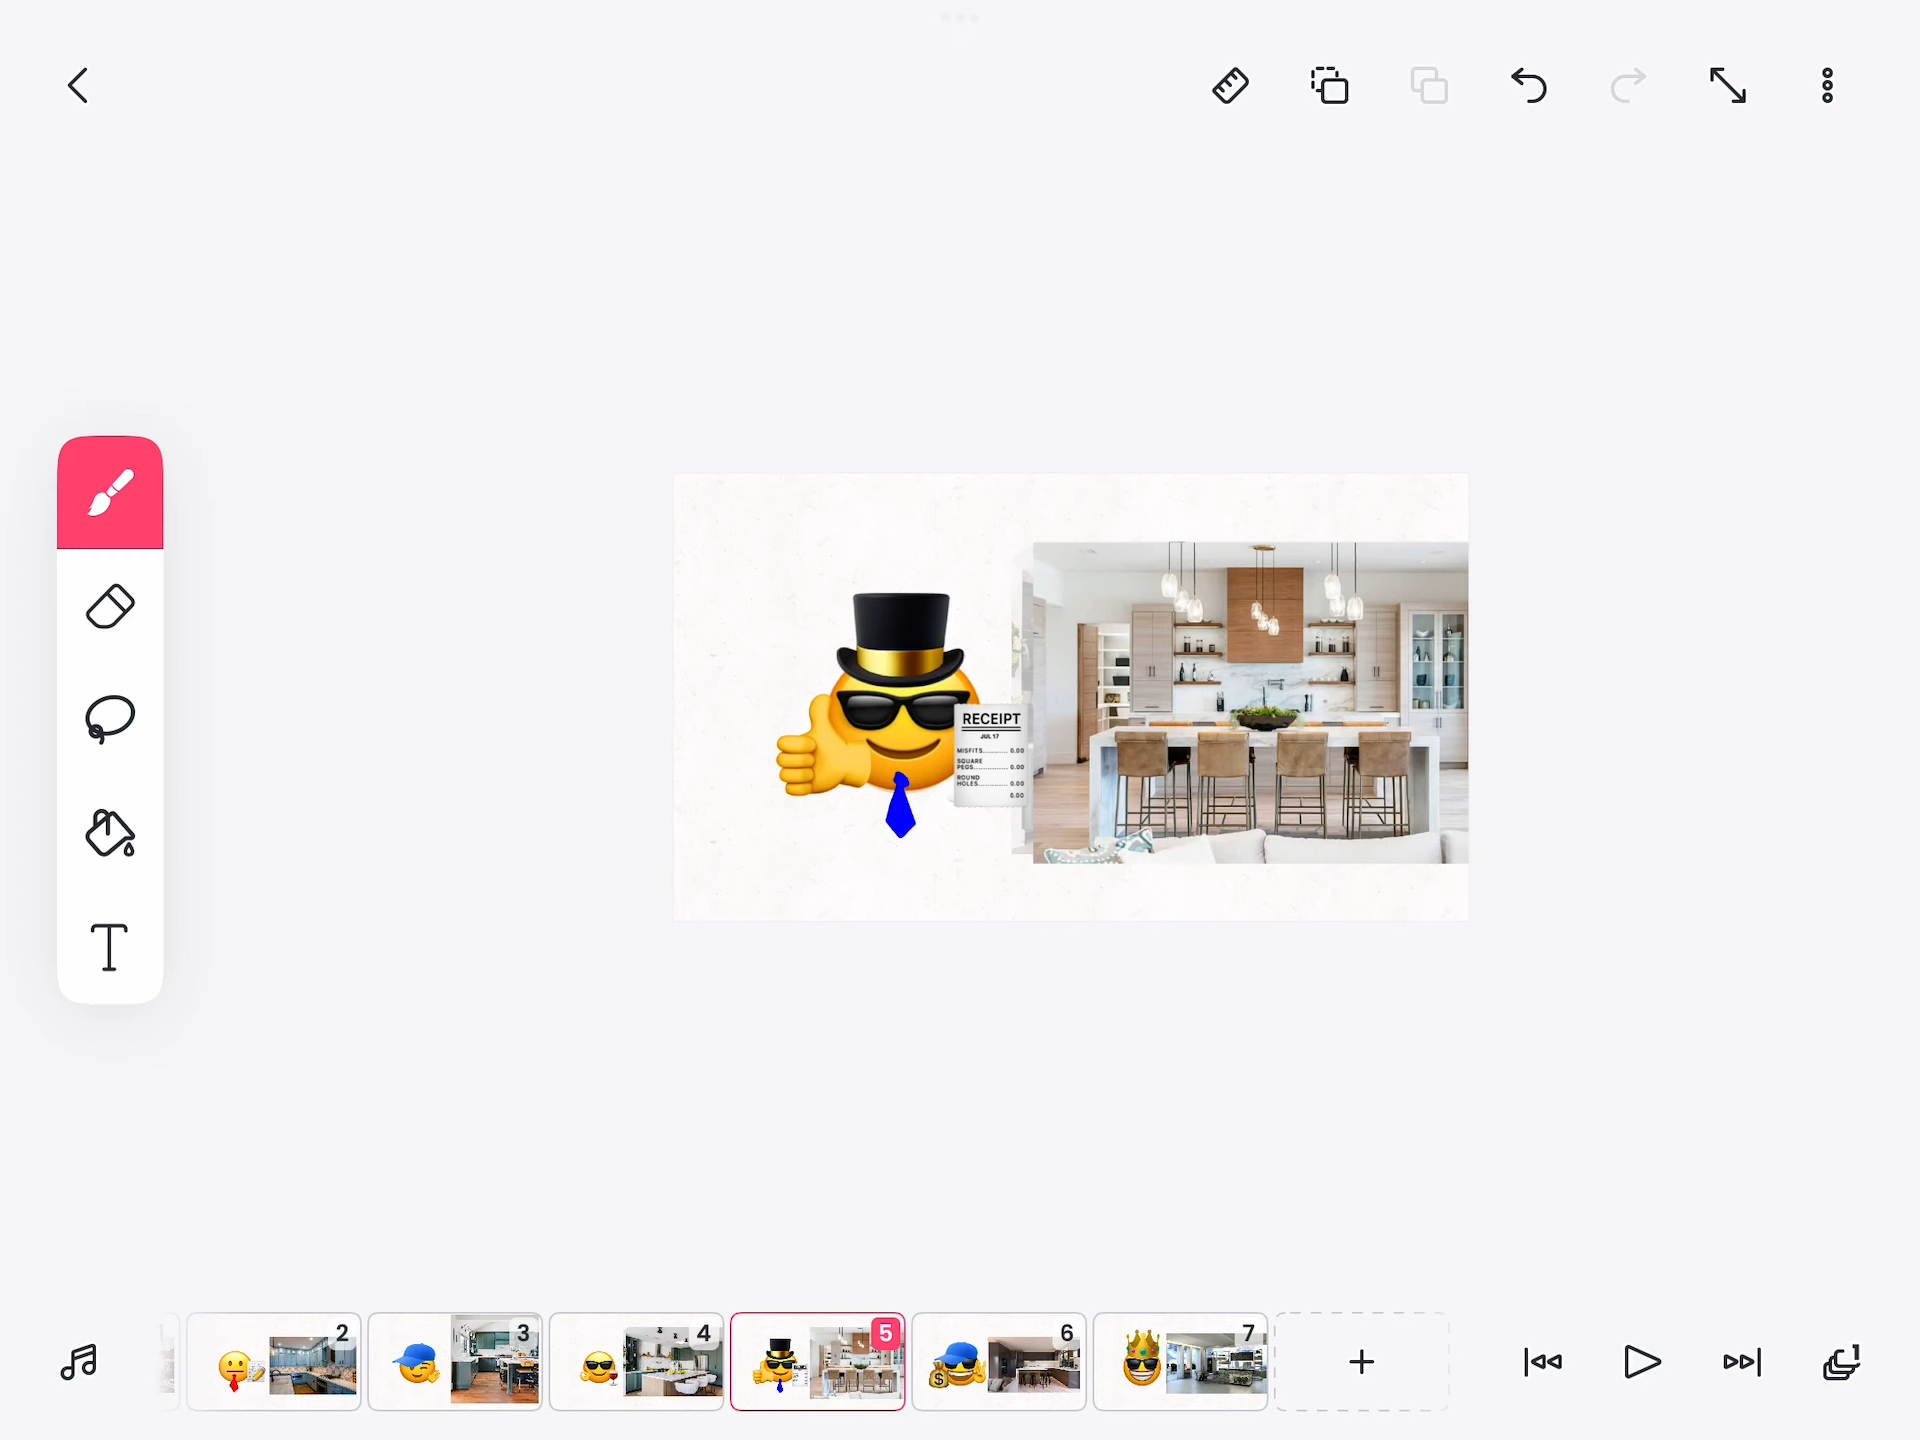 RECEIPT
JUL 17
MISFITS............ 0.00
SQUARE
PEGS............... 0.00
ROUND
HOLES............. 0.00
0.00
T
2
3
4
5
6
7
1